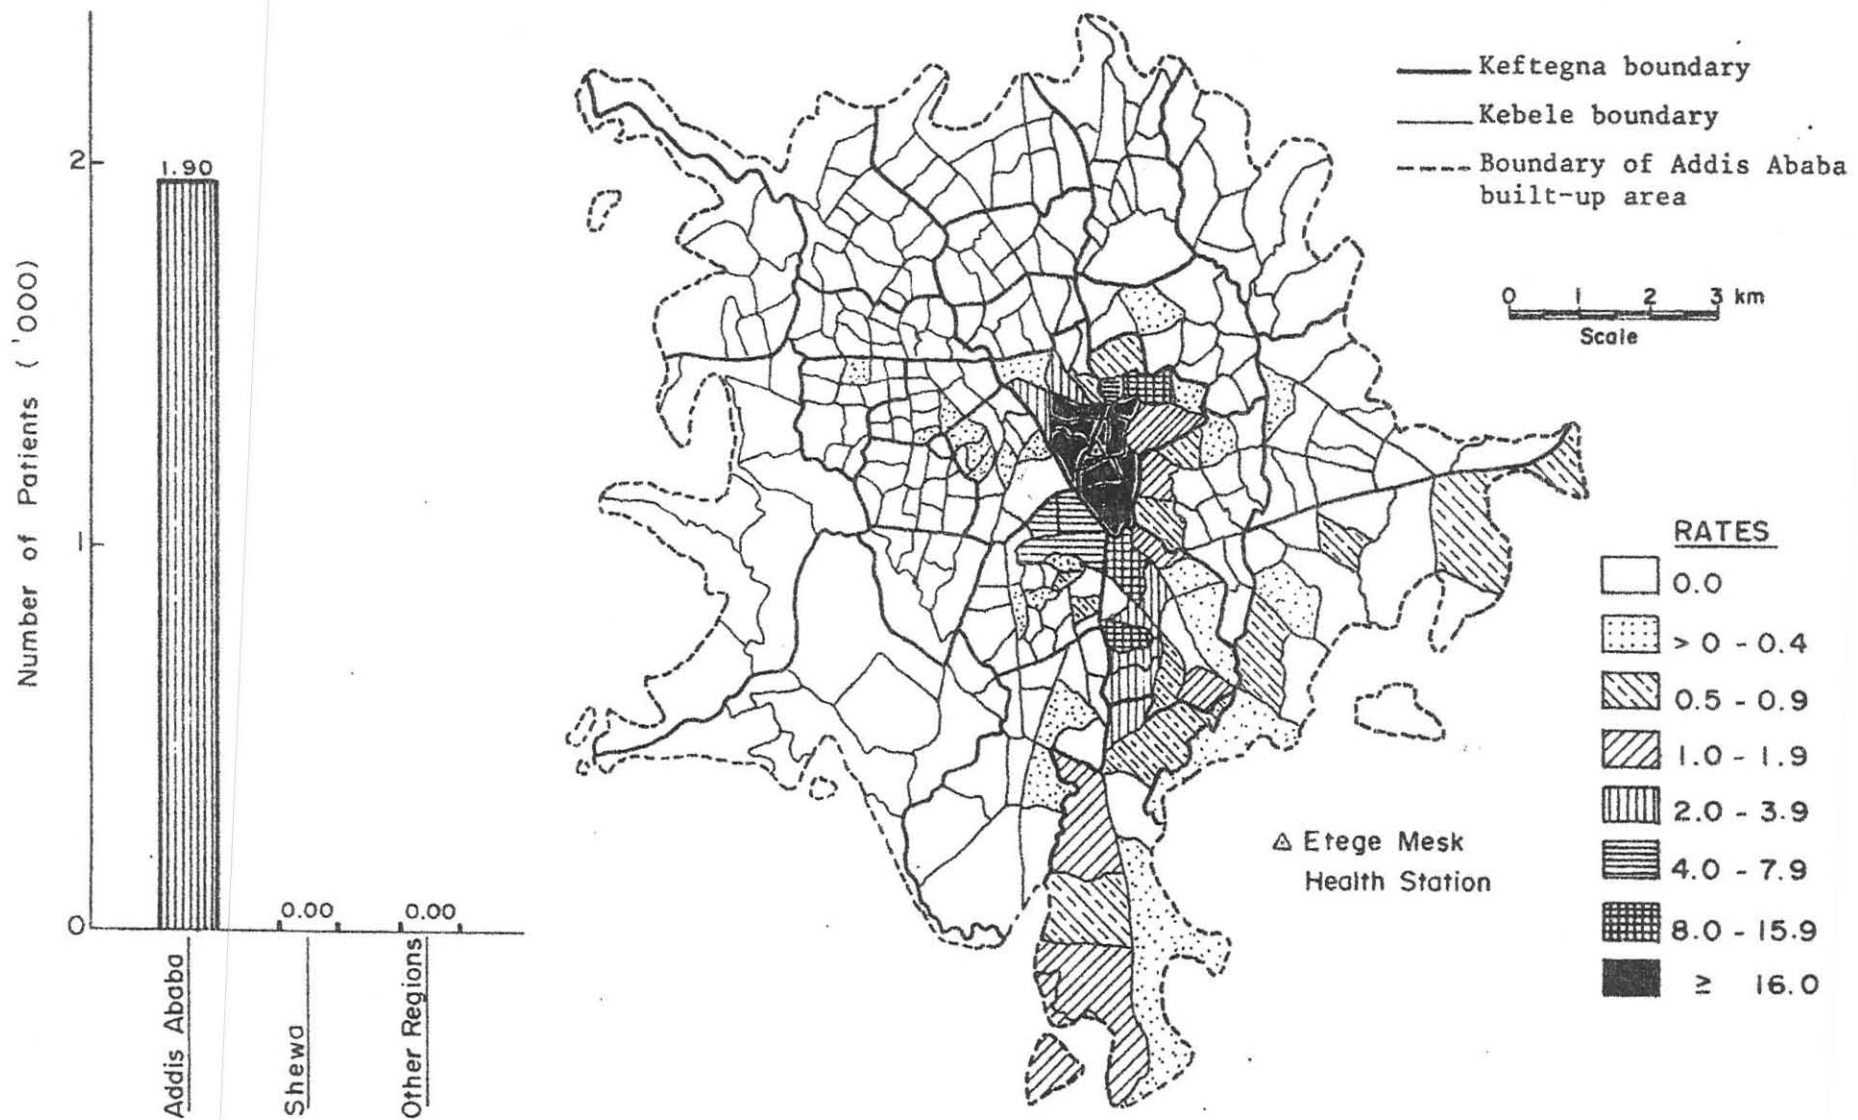 Number of Patients ('000)
2
1
0
1.90
0.00
0.00
Addis Ababa
Shewa
Other Regions
Keftegna boundary
Kebele boundary
Boundary of Addis Ababa
built-up area
0 1 2 3 km
Scale
Etege Mesk
Health Station
RATES
0.0
> 0 - 0.4
0.5 - 0.9
1.0 - 1.9
2.0 - 3.9
4.0 - 7.9
8.0 - 15.9
≥ 16.0